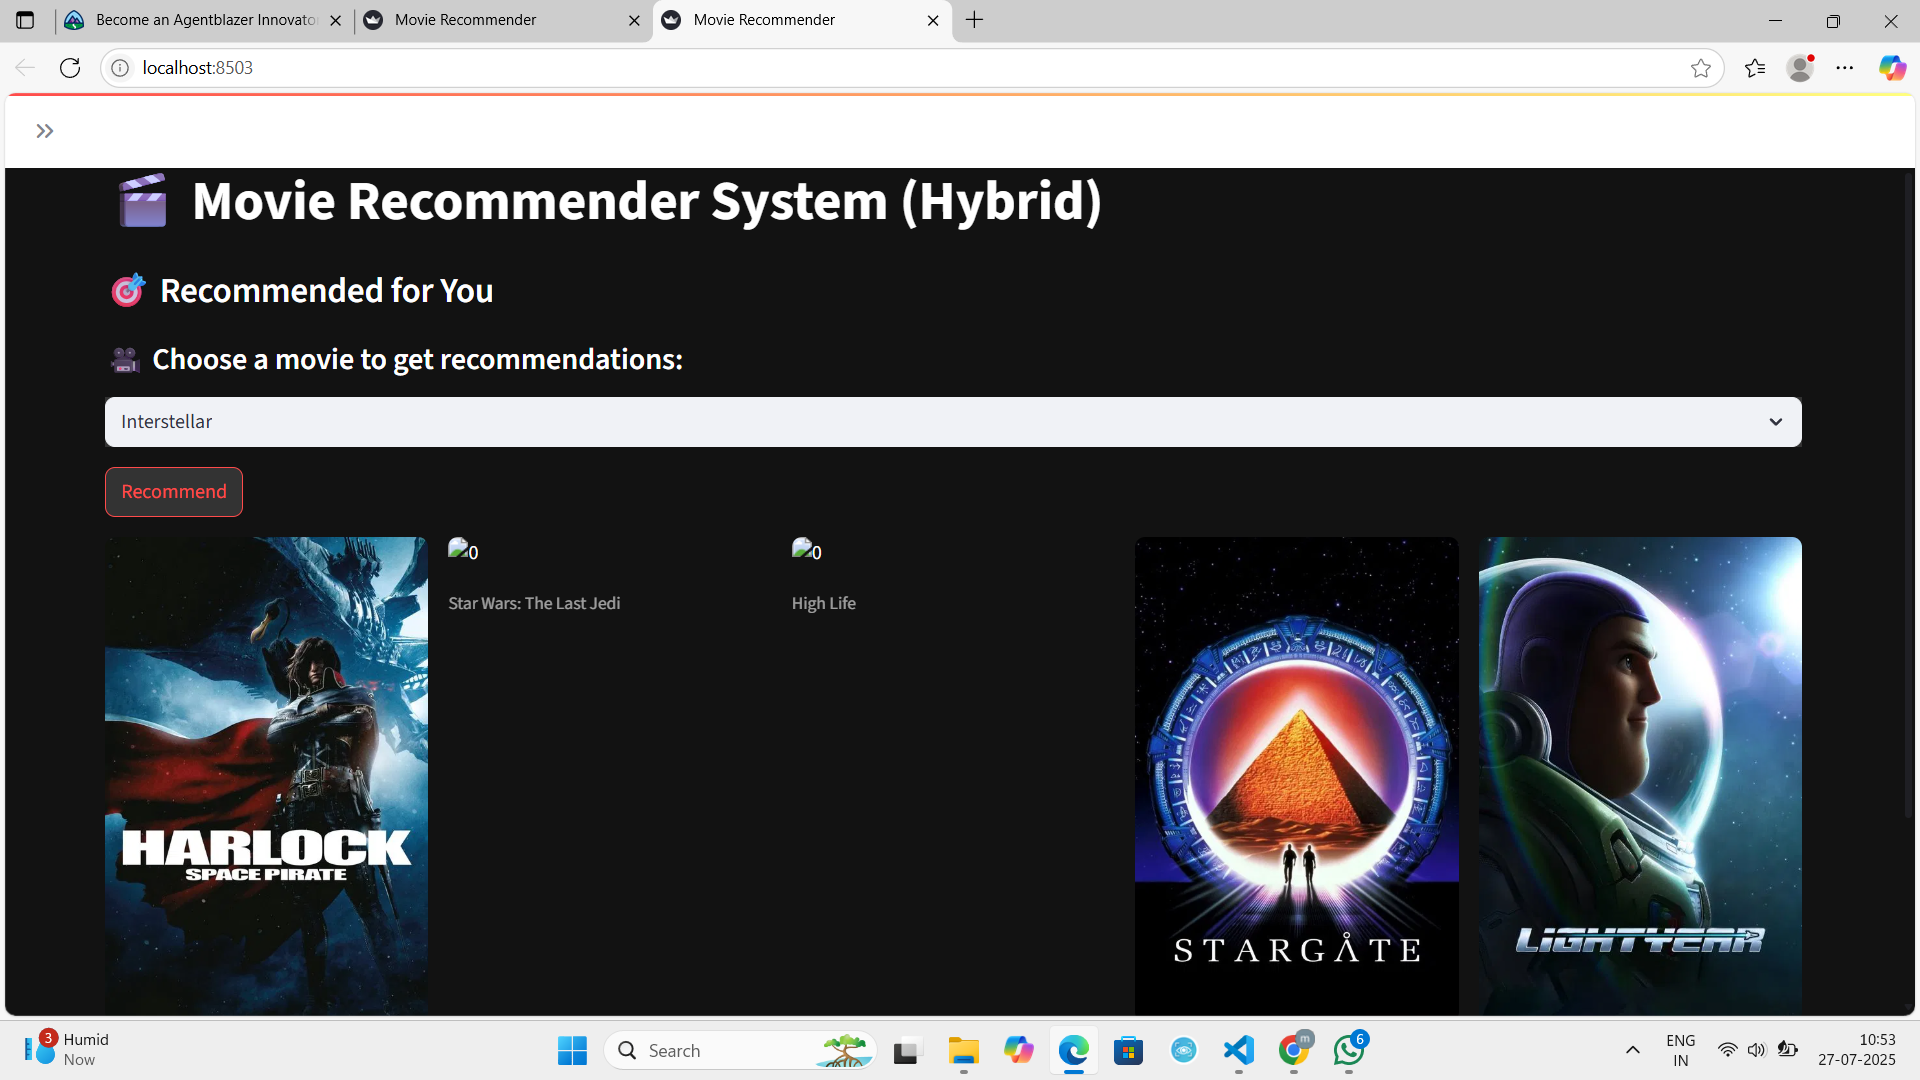 Become an Agentblazer Innovato
Movie Recommender
Movie Recommender
localhost:8503
Movie Recommender System (Hybrid)
Recommended for You
Choose a movie to get recommendations:
Interstellar
Recommend
0
Star Wars: The Last Jedi
0
High Life
HARLOCK
SPACE PIRATE
STARGÅTE
LIGHTYEAR
3
Humid
Now
Search
m
6
ENG
IN
10:53
27-07-2025